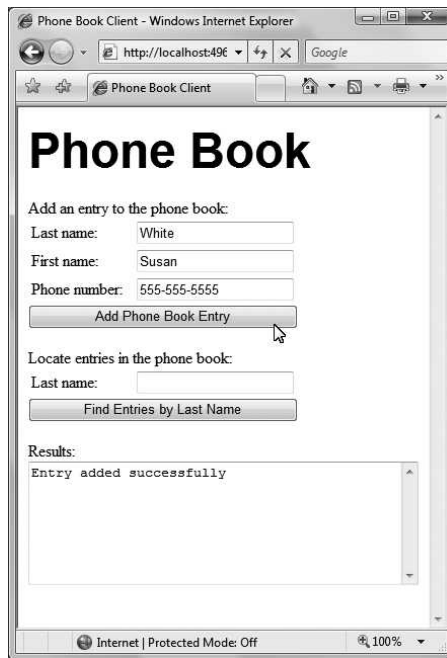 Phone Book Client - Windows Internet Explorer
http://localhost:496
Google
Phone Book Client
Phone Book
Add an entry to the phone book:
Last name: White
First name: Susan
Phone number: 555-555-5555
Add Phone Book Entry
Locate entries in the phone book:
Last name:
Find Entries by Last Name
Results:
Entry added successfully
Internet | Protected Mode: Off
100%